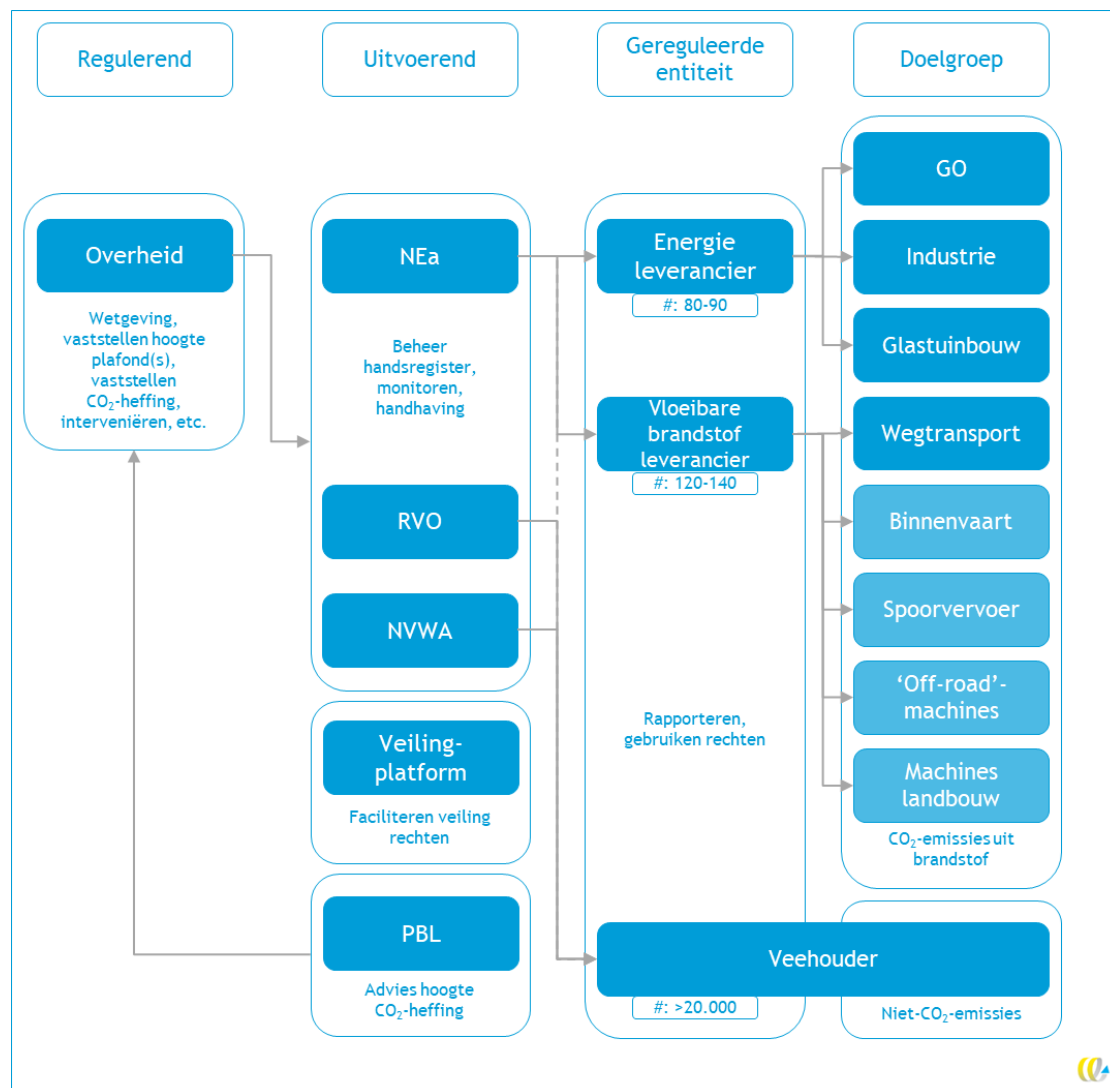 Regulerend
Uitvoerend
Gereguleerde
entiteit
Doelgroep
Overheid
Wetgeving,
vaststellen hoogte
plafond(s),
vaststellen
CO₂-heffing,
interveniëren, etc.
NEa
Beheer
handsregister,
monitoren,
handhaving
RVO
NVWA
Veiling-
platform
Faciliteren veiling
rechten
PBL
Advies hoogte
CO₂-heffing
Energie
leverancier
#: 80-90
Vloeibare
brandstof
leverancier
#: 120-140
Rapporteren,
gebruiken rechten
GO
Industrie
Glastuinbouw
Wegtransport
Binnenvaart
Spoorvervoer
‘Off-road’-
machines
Machines
landbouw
CO₂-emissies uit
brandstof
Veehouder
#: >20.000
Niet-CO₂-emissies